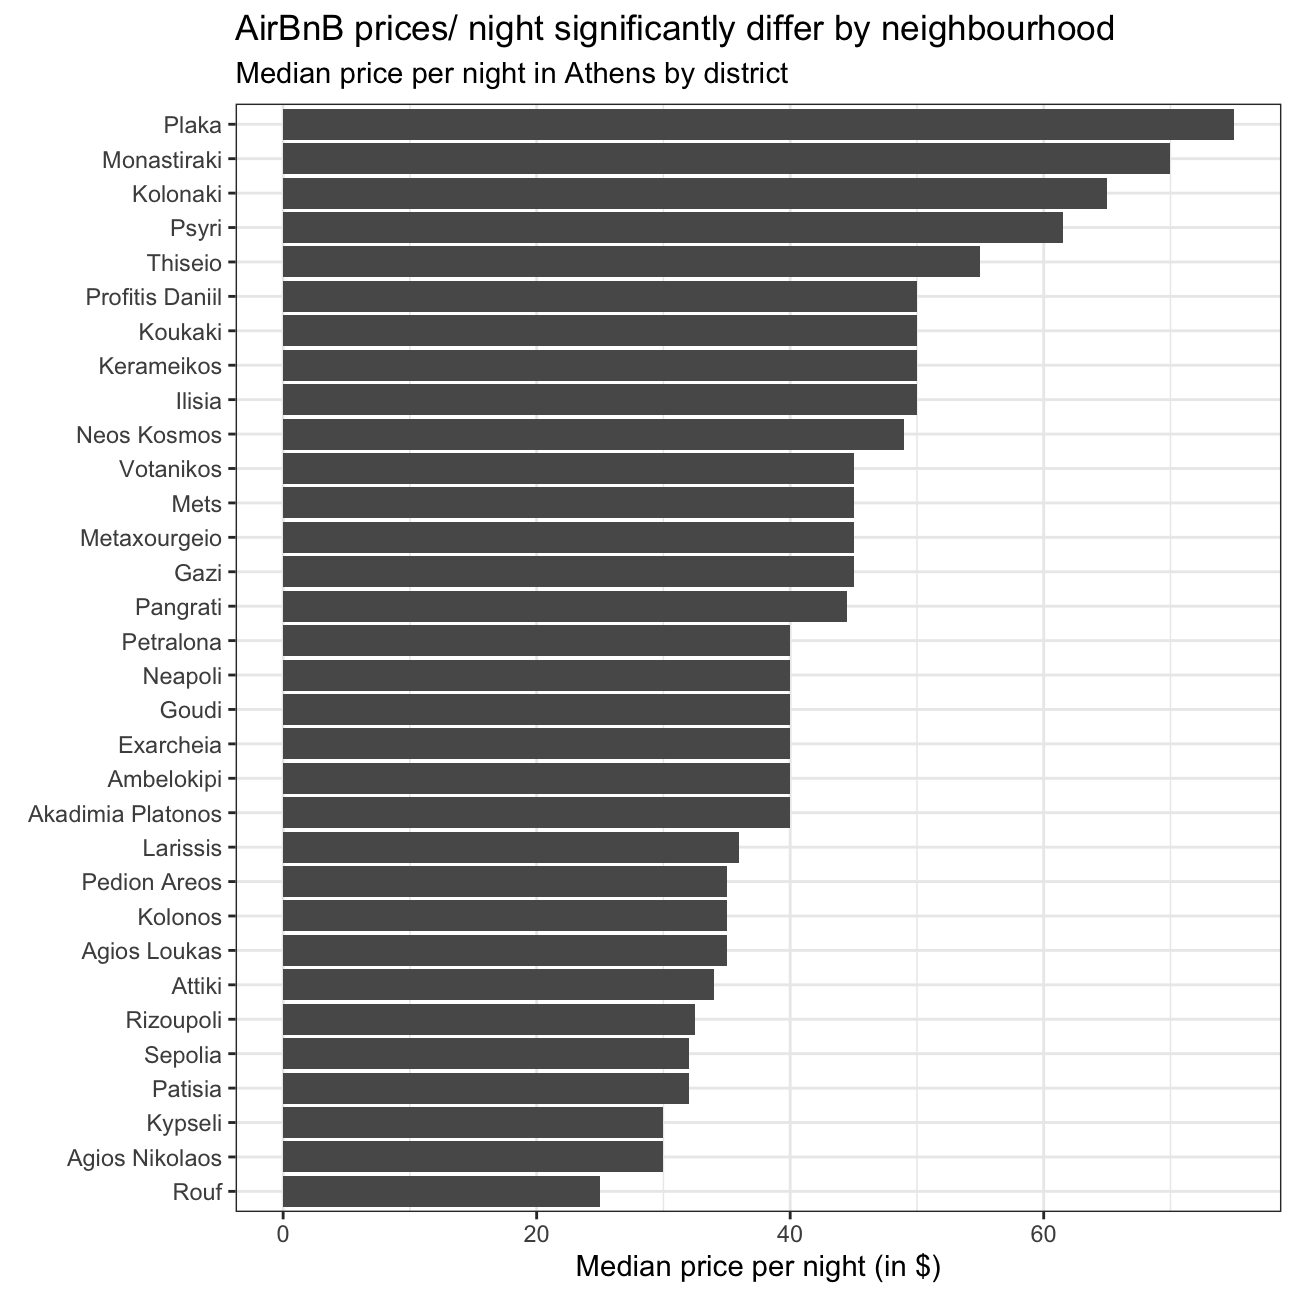 AirBnB prices/ night significantly differ by neighbourhood
Median price per night in Athens by district
Plaka
Monastiraki
Kolonaki
Psyri
Thiseio
Profitis Daniil
Koukaki
Kerameikos
Ilisia
Neos Kosmos
Votanikos
Mets
Metaxourgeio
Gazi
Pangrati
Petralona
Neapoli
Goudi
Exarcheia
Ambelokipi
Akadimia Platonos
Larissis
Pedion Areos
Kolonos
Agios Loukas
Attiki
Rizoupoli
Sepolia
Patisia
Kypseli
Agios Nikolaos
Rouf
0 20 40 60
Median price per night (in $)